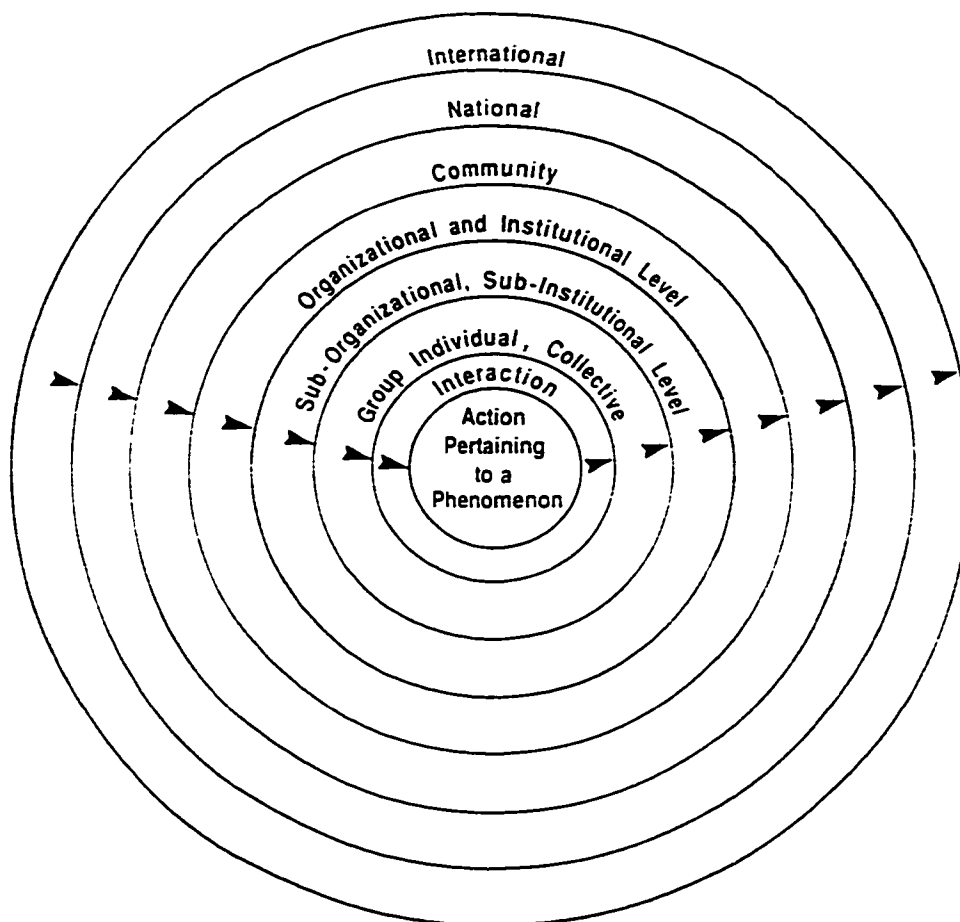 International
National
Community
Organizational and Institutional Level
Sub-Organizational, Sub-Institutional Level
Group Individual, Collective
Interaction
Action
Pertaining
to a
Phenomenon